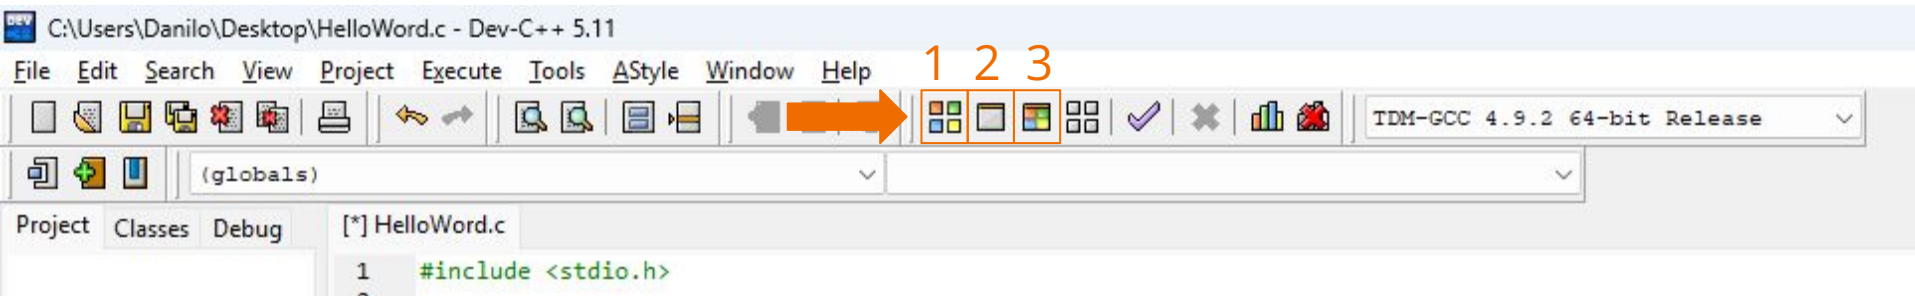 C:\Users\Danilo\Desktop\HelloWord.c - Dev-C++ 5.11
File Edit Search View Project Execute Tools AStyle Window Help
1 2 3
TDM-GCC 4.9.2 64-bit Release
(globals)
Project Classes Debug [*] HelloWord.c
1 #include <stdio.h>